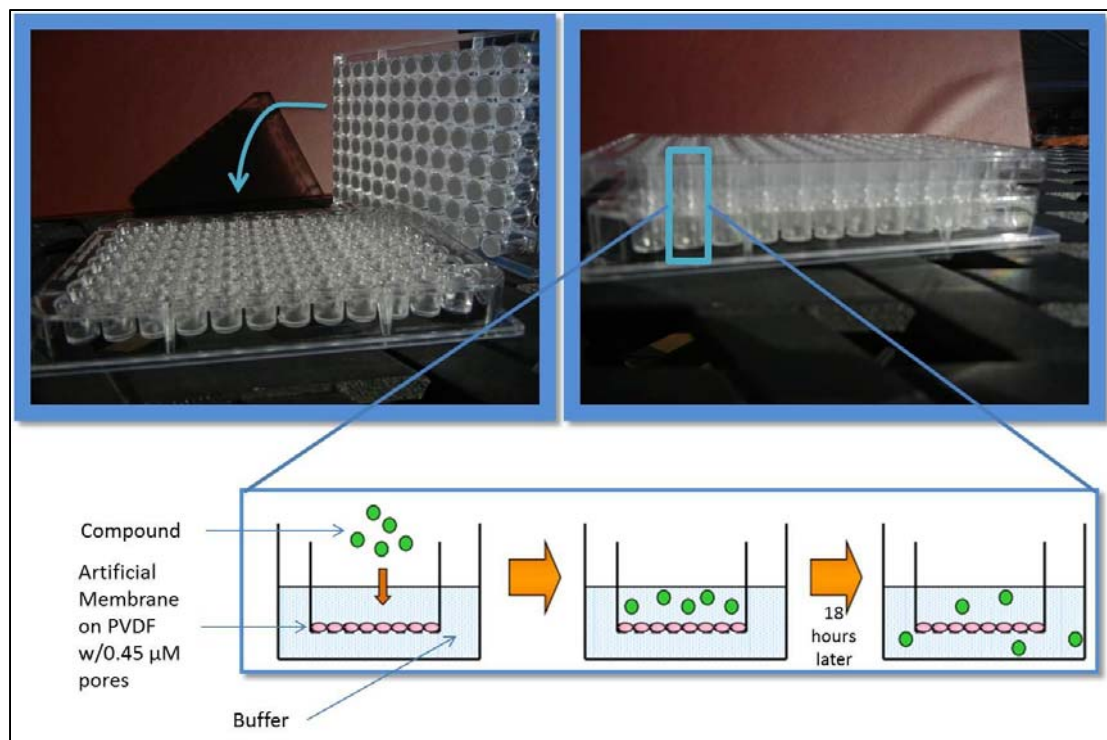 Compound
Artificial
Membrane
on PVDF
w/0.45 µM
pores
Buffer
18
hours
later